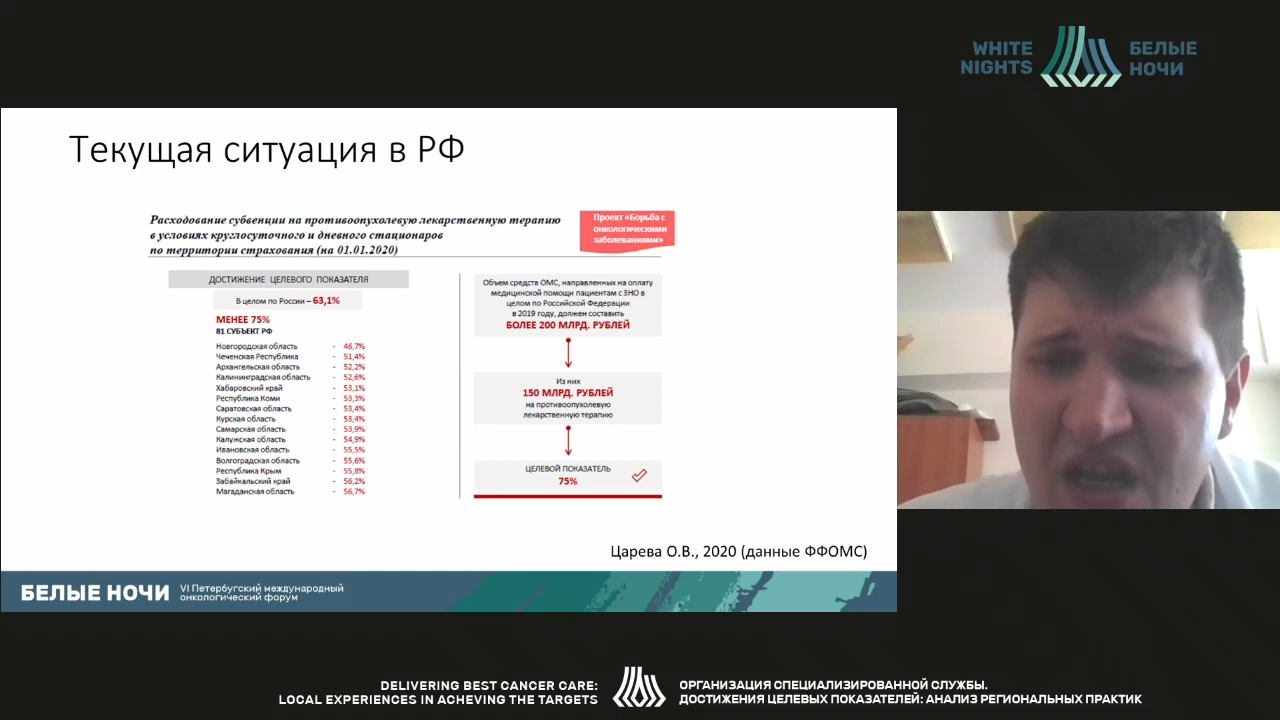 WHITE
NIGHTS
БЕЛЫЕ
НОЧИ
Текущая ситуация в РФ
Расходование субвенции на противоопухолевую лекарственную терапию
в условиях круглосуточного и дневного стационаров
по территории страхования (на 01.01.2020)
Проект «Борьба с
онкологическими
заболеваниями»
ДОСТИЖЕНИЕ ЦЕЛЕВОГО ПОКАЗАТЕЛЯ
В целом по России – 63,1%
МЕНЕЕ 75%
81 СУБЪЕКТ РФ
Новгородская область - 46,7%
Чеченская Республика - 51,4%
Архангельская область - 52,2%
Калининградская область - 52,6%
Хабаровский край - 53,1%
Республика Коми - 53,3%
Саратовская область - 53,4%
Курская область - 53,4%
Самарская область - 53,9%
Калужская область - 54,9%
Ивановская область - 55,5%
Волгоградская область - 55,6%
Республика Крым - 55,8%
Забайкальский край - 56,2%
Магаданская область - 56,7%
Объем средств ОМС, направленных на оплату
медицинской помощи пациентам с ЗНО в
целом по Российской Федерации
в 2019 году, должен составить
БОЛЕЕ 200 МЛРД. РУБЛЕЙ
Из них
150 МЛРД. РУБЛЕЙ
на противоопухолевую
лекарственную терапию
ЦЕЛЕВОЙ ПОКАЗАТЕЛЬ
75%
Царева О.В., 2020 (данные ФФОМС)
БЕЛЫЕ НОЧИ
VI Петербургский международный
онкологический форум
DELIVERING BEST CANCER CARE:
LOCAL EXPERIENCES IN ACHEVING THE TARGETS
ОРГАНИЗАЦИЯ СПЕЦИАЛИЗИРОВАННОЙ СЛУЖБЫ.
ДОСТИЖЕНИЯ ЦЕЛЕВЫХ ПОКАЗАТЕЛЕЙ: АНАЛИЗ РЕГИОНАЛЬНЫХ ПРАКТИК